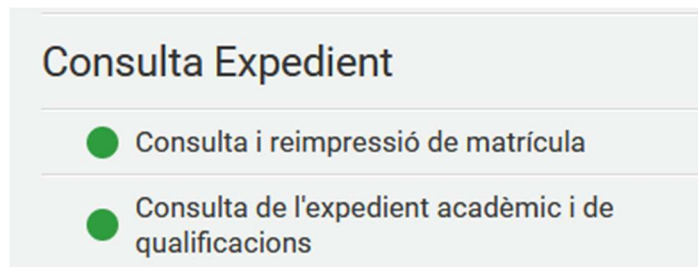 Consulta Expedient
Consulta i reimpressió de matrícula
Consulta de l'expedient acadèmic i de
qualificacions